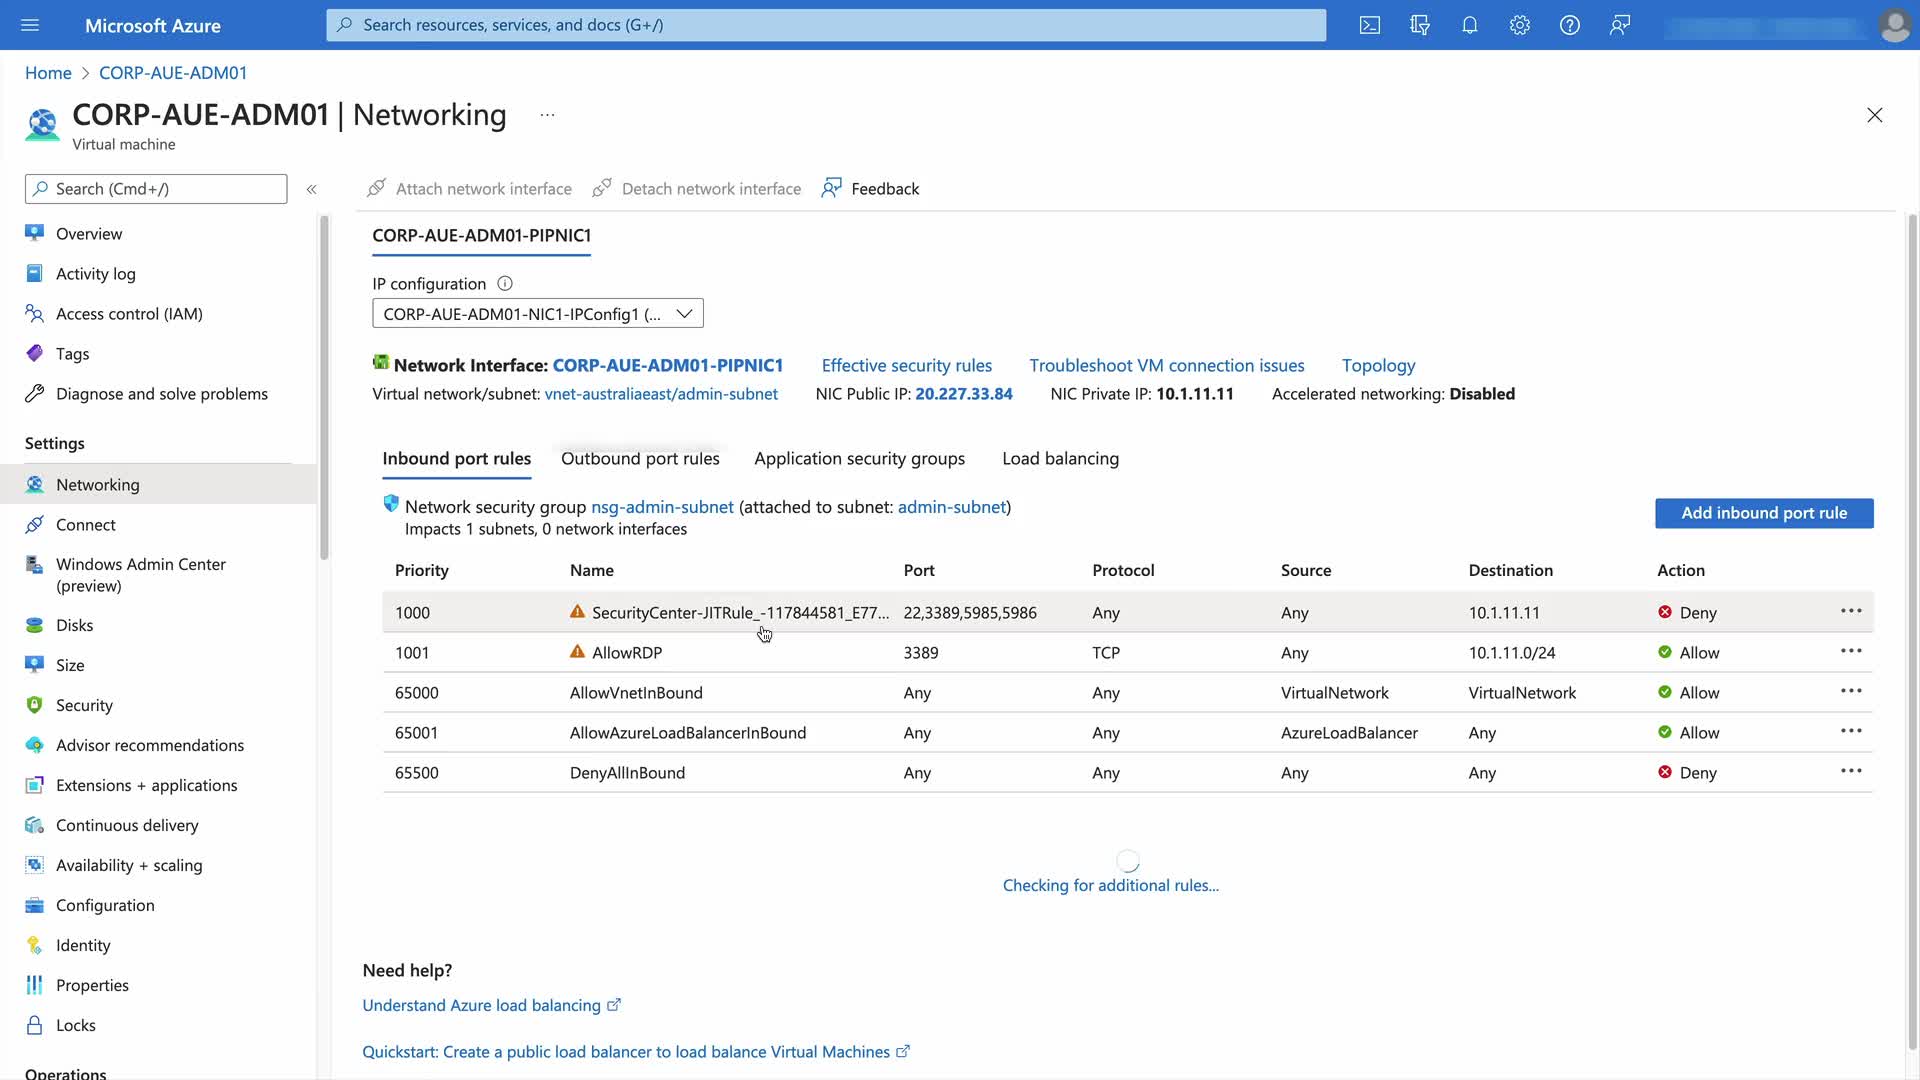 Microsoft Azure
Search resources, services, and docs (G+/)
Home > CORP-AUE-ADM01
CORP-AUE-ADM01 | Networking ...
Virtual machine
Search (Cmd+/)
«
Overview
Activity log
Access control (IAM)
Tags
Diagnose and solve problems
Settings
Networking
Connect
Windows Admin Center
(preview)
Disks
Size
Security
Advisor recommendations
Extensions + applications
Continuous delivery
Availability + scaling
Configuration
Identity
Properties
Locks
Operations
Attach network interface Detach network interface Feedback
CORP-AUE-ADM01-PIPNIC1
IP configuration
CORP-AUE-ADM01-NIC1-IPConfig1 (...
Network Interface: CORP-AUE-ADM01-PIPNIC1 Effective security rules Troubleshoot VM connection issues Topology
Virtual network/subnet: vnet-australiaeast/admin-subnet NIC Public IP: 20.227.33.84 NIC Private IP: 10.1.11.11 Accelerated networking: Disabled
Inbound port rules Outbound port rules Application security groups Load balancing
Network security group nsg-admin-subnet (attached to subnet: admin-subnet)
Impacts 1 subnets, 0 network interfaces
Add inbound port rule
Priority Name Port Protocol Source Destination Action
1000 SecurityCenter-JITRule_-117844581_E77... 22,3389,5985,5986 Any Any 10.1.11.11 Deny ...
1001 AllowRDP 3389 TCP Any 10.1.11.0/24 Allow ...
65000 AllowVnetInBound Any Any VirtualNetwork VirtualNetwork Allow ...
65001 AllowAzureLoadBalancerInBound Any Any AzureLoadBalancer Any Allow ...
65500 DenyAllInBound Any Any Any Any Deny ...
Checking for additional rules...
Need help?
Understand Azure load balancing
Quickstart: Create a public load balancer to load balance Virtual Machines